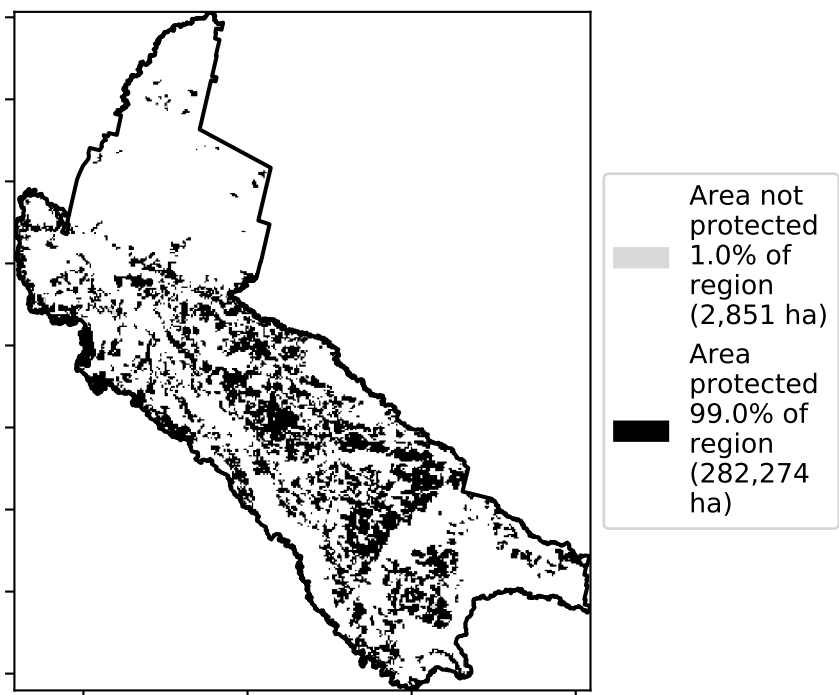 Area not
protected
1.0% of
region
(2,851 ha)
Area
protected
99.0% of
region
(282,274
ha)